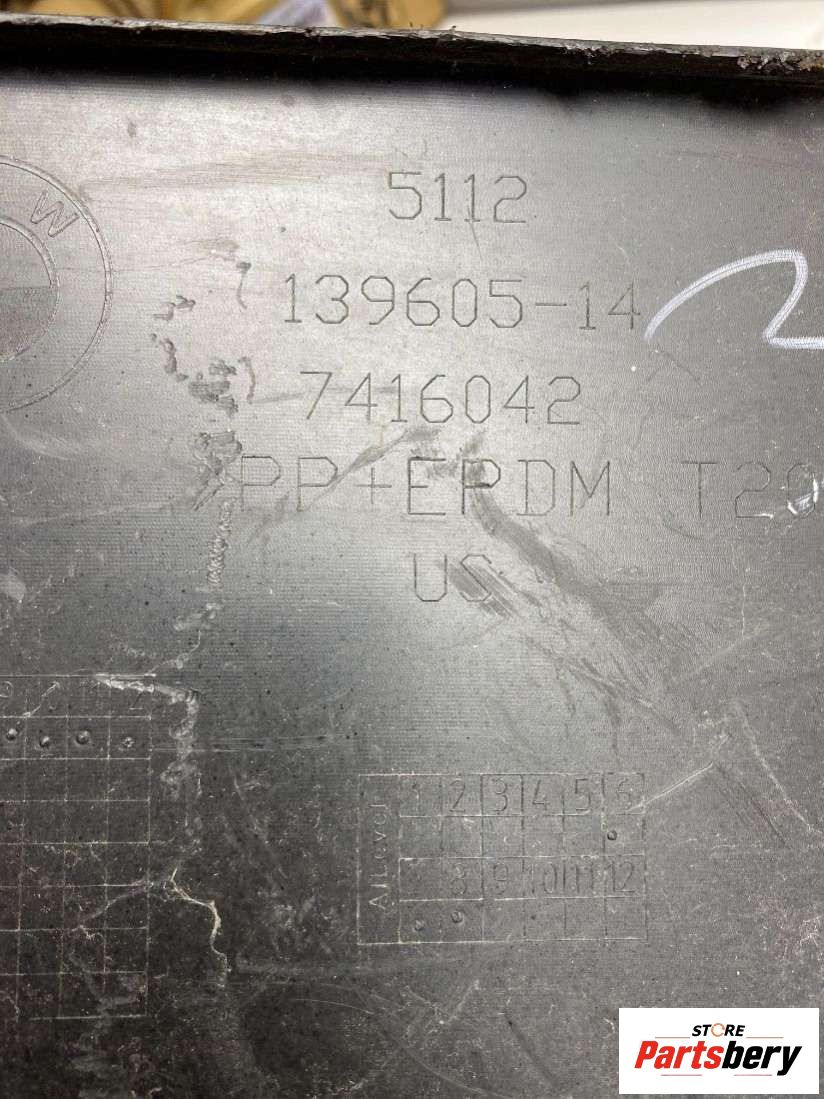 W
5112
139605-14
7416042
>PP+EPDM T20
US
1 2 3 4 5 6
8 9 10 11 12
STORE
Partsbery